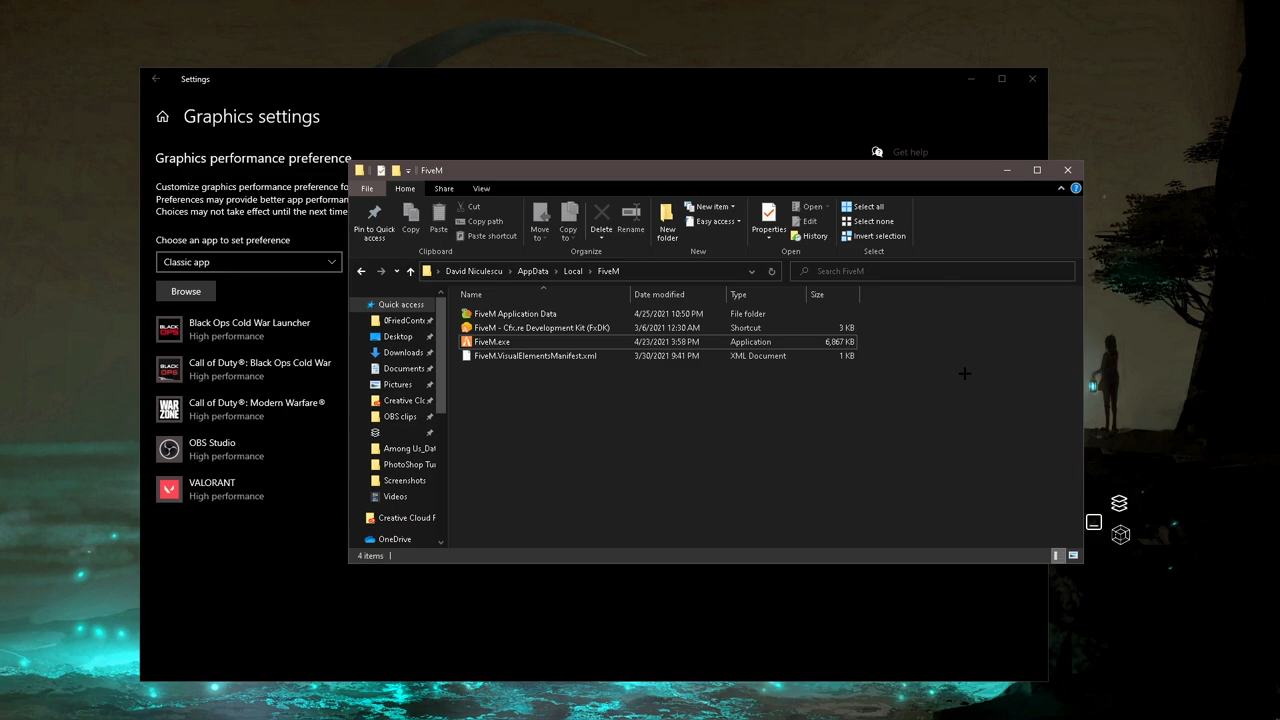 Settings
Graphics settings
Graphics performance preference
Customize graphics performance preference fo
Preferences may provide better app performan
Choices may not take effect until the next time
Choose an app to set preference
Classic app
Browse
Black Ops Cold War Launcher
High performance
Call of Duty®: Black Ops Cold War
High performance
Call of Duty®: Modern Warfare®
High performance
OBS Studio
High performance
VALORANT
High performance
Get help
FiveM
File Home Share View
Pin to Quick access
Copy
Paste
Cut
Copy path
Paste shortcut
Clipboard
Move to
Copy to
Delete
Rename
Organize
New folder
New item
Easy access
New
Properties
Open
Edit
History
Open
Select all
Select none
Invert selection
Select
David Niculescu › AppData › Local › FiveM
Search FiveM
Quick access
0FriedConte
Desktop
Downloads
Documents
Pictures
Creative Clo
OBS clips
Among Us_Dat
PhotoShop Tut
Screenshots
Videos
Creative Cloud F
OneDrive
Name Date modified Type Size
FiveM Application Data 4/25/2021 10:50 PM File folder
FiveM - Cfx.re Development Kit (FxDK) 3/6/2021 12:30 AM Shortcut 3 KB
FiveM.exe 4/23/2021 3:58 PM Application 6,867 KB
FiveM.VisualElementsManifest.xml 3/30/2021 9:41 PM XML Document 1 KB
4 items